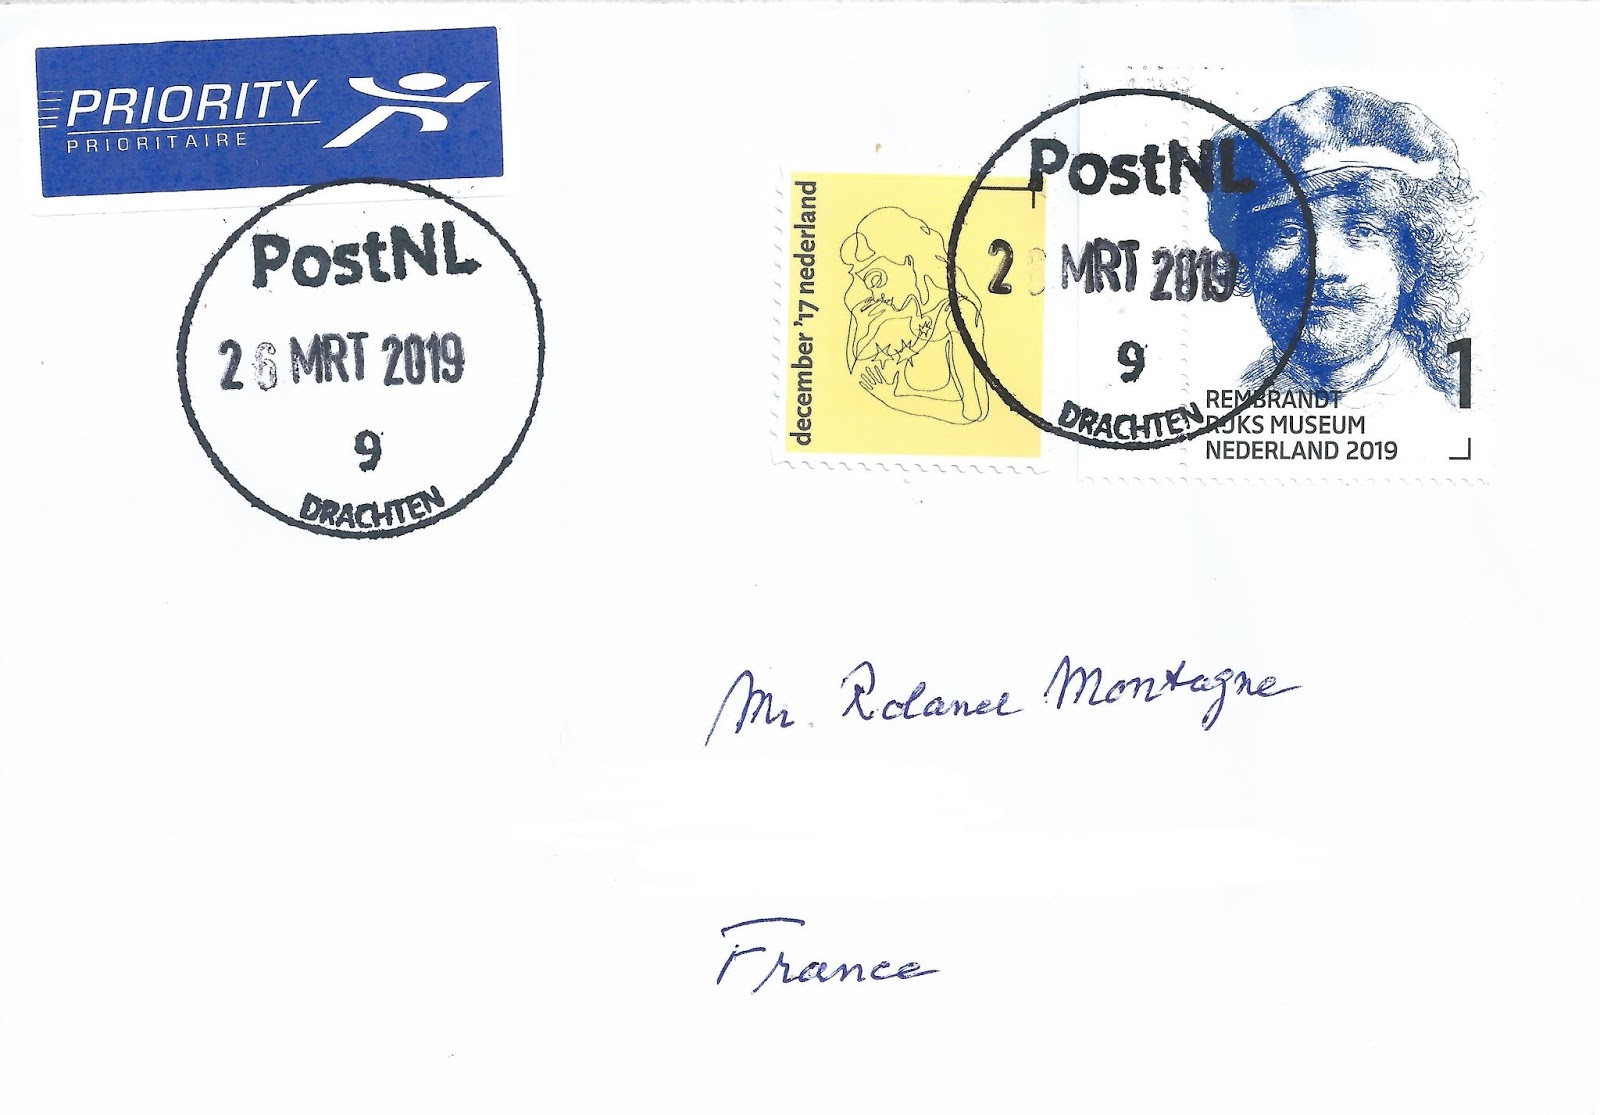 PRIORITY
PRIORITAIRE
PostNL
26 MRT 2019
9
DRACHTEN
december '17 nederland
PostNL
26 MRT 2019
9
DRACHTEN
1
REMBRANDT
RIJKS MUSEUM
NEDERLAND 2019
Mr. Roland Montagne
France